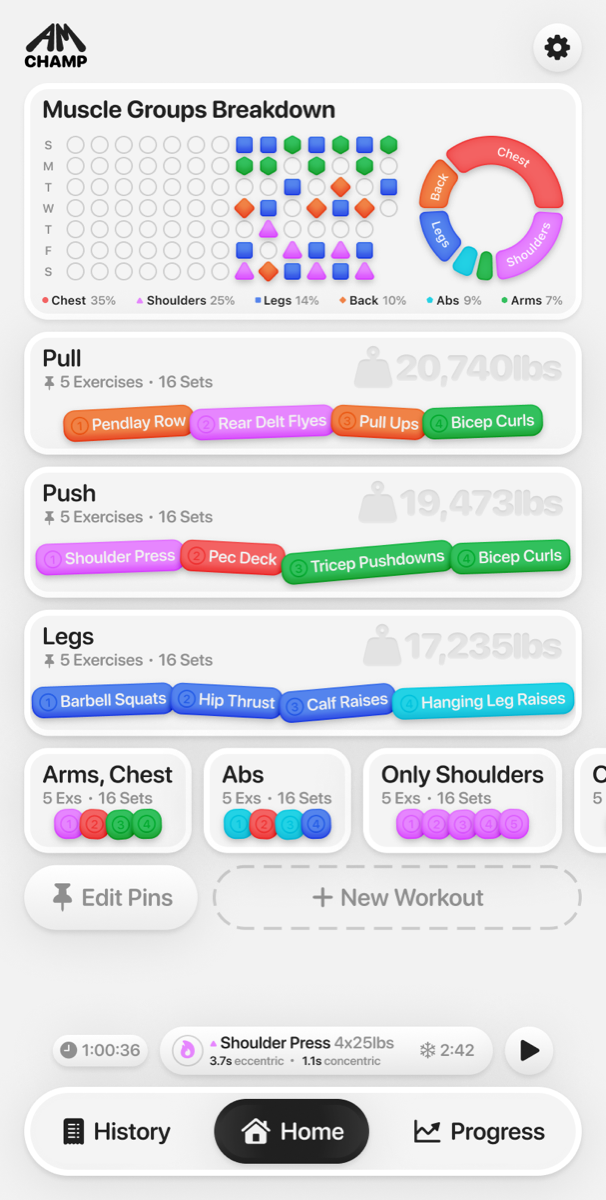 AM
CHAMP
Muscle Groups Breakdown
S
M
T
W
T
F
S
Chest
Shoulders
Legs
Back
Chest 35% Shoulders 25% Legs 14% Back 10% Abs 9% Arms 7%
Pull
5 Exercises · 16 Sets
20,740lbs
1 Pendlay Row 2 Rear Delt Flyes 3 Pull Ups 4 Bicep Curls
Push
5 Exercises · 16 Sets
19,473lbs
1 Shoulder Press 2 Pec Deck 3 Tricep Pushdowns 4 Bicep Curls
Legs
5 Exercises · 16 Sets
17,235lbs
1 Barbell Squats 2 Hip Thrust 3 Calf Raises 4 Hanging Leg Raises
Arms, Chest
5 Exs · 16 Sets
1 2 3 4
Abs
5 Exs · 16 Sets
1 2 3 4
Only Shoulders
5 Exs · 16 Sets
1 2 3 4 5
Edit Pins
+ New Workout
1:00:36
Shoulder Press 4x25lbs
3.7s eccentric · 1.1s concentric
2:42
History
Home
Progress